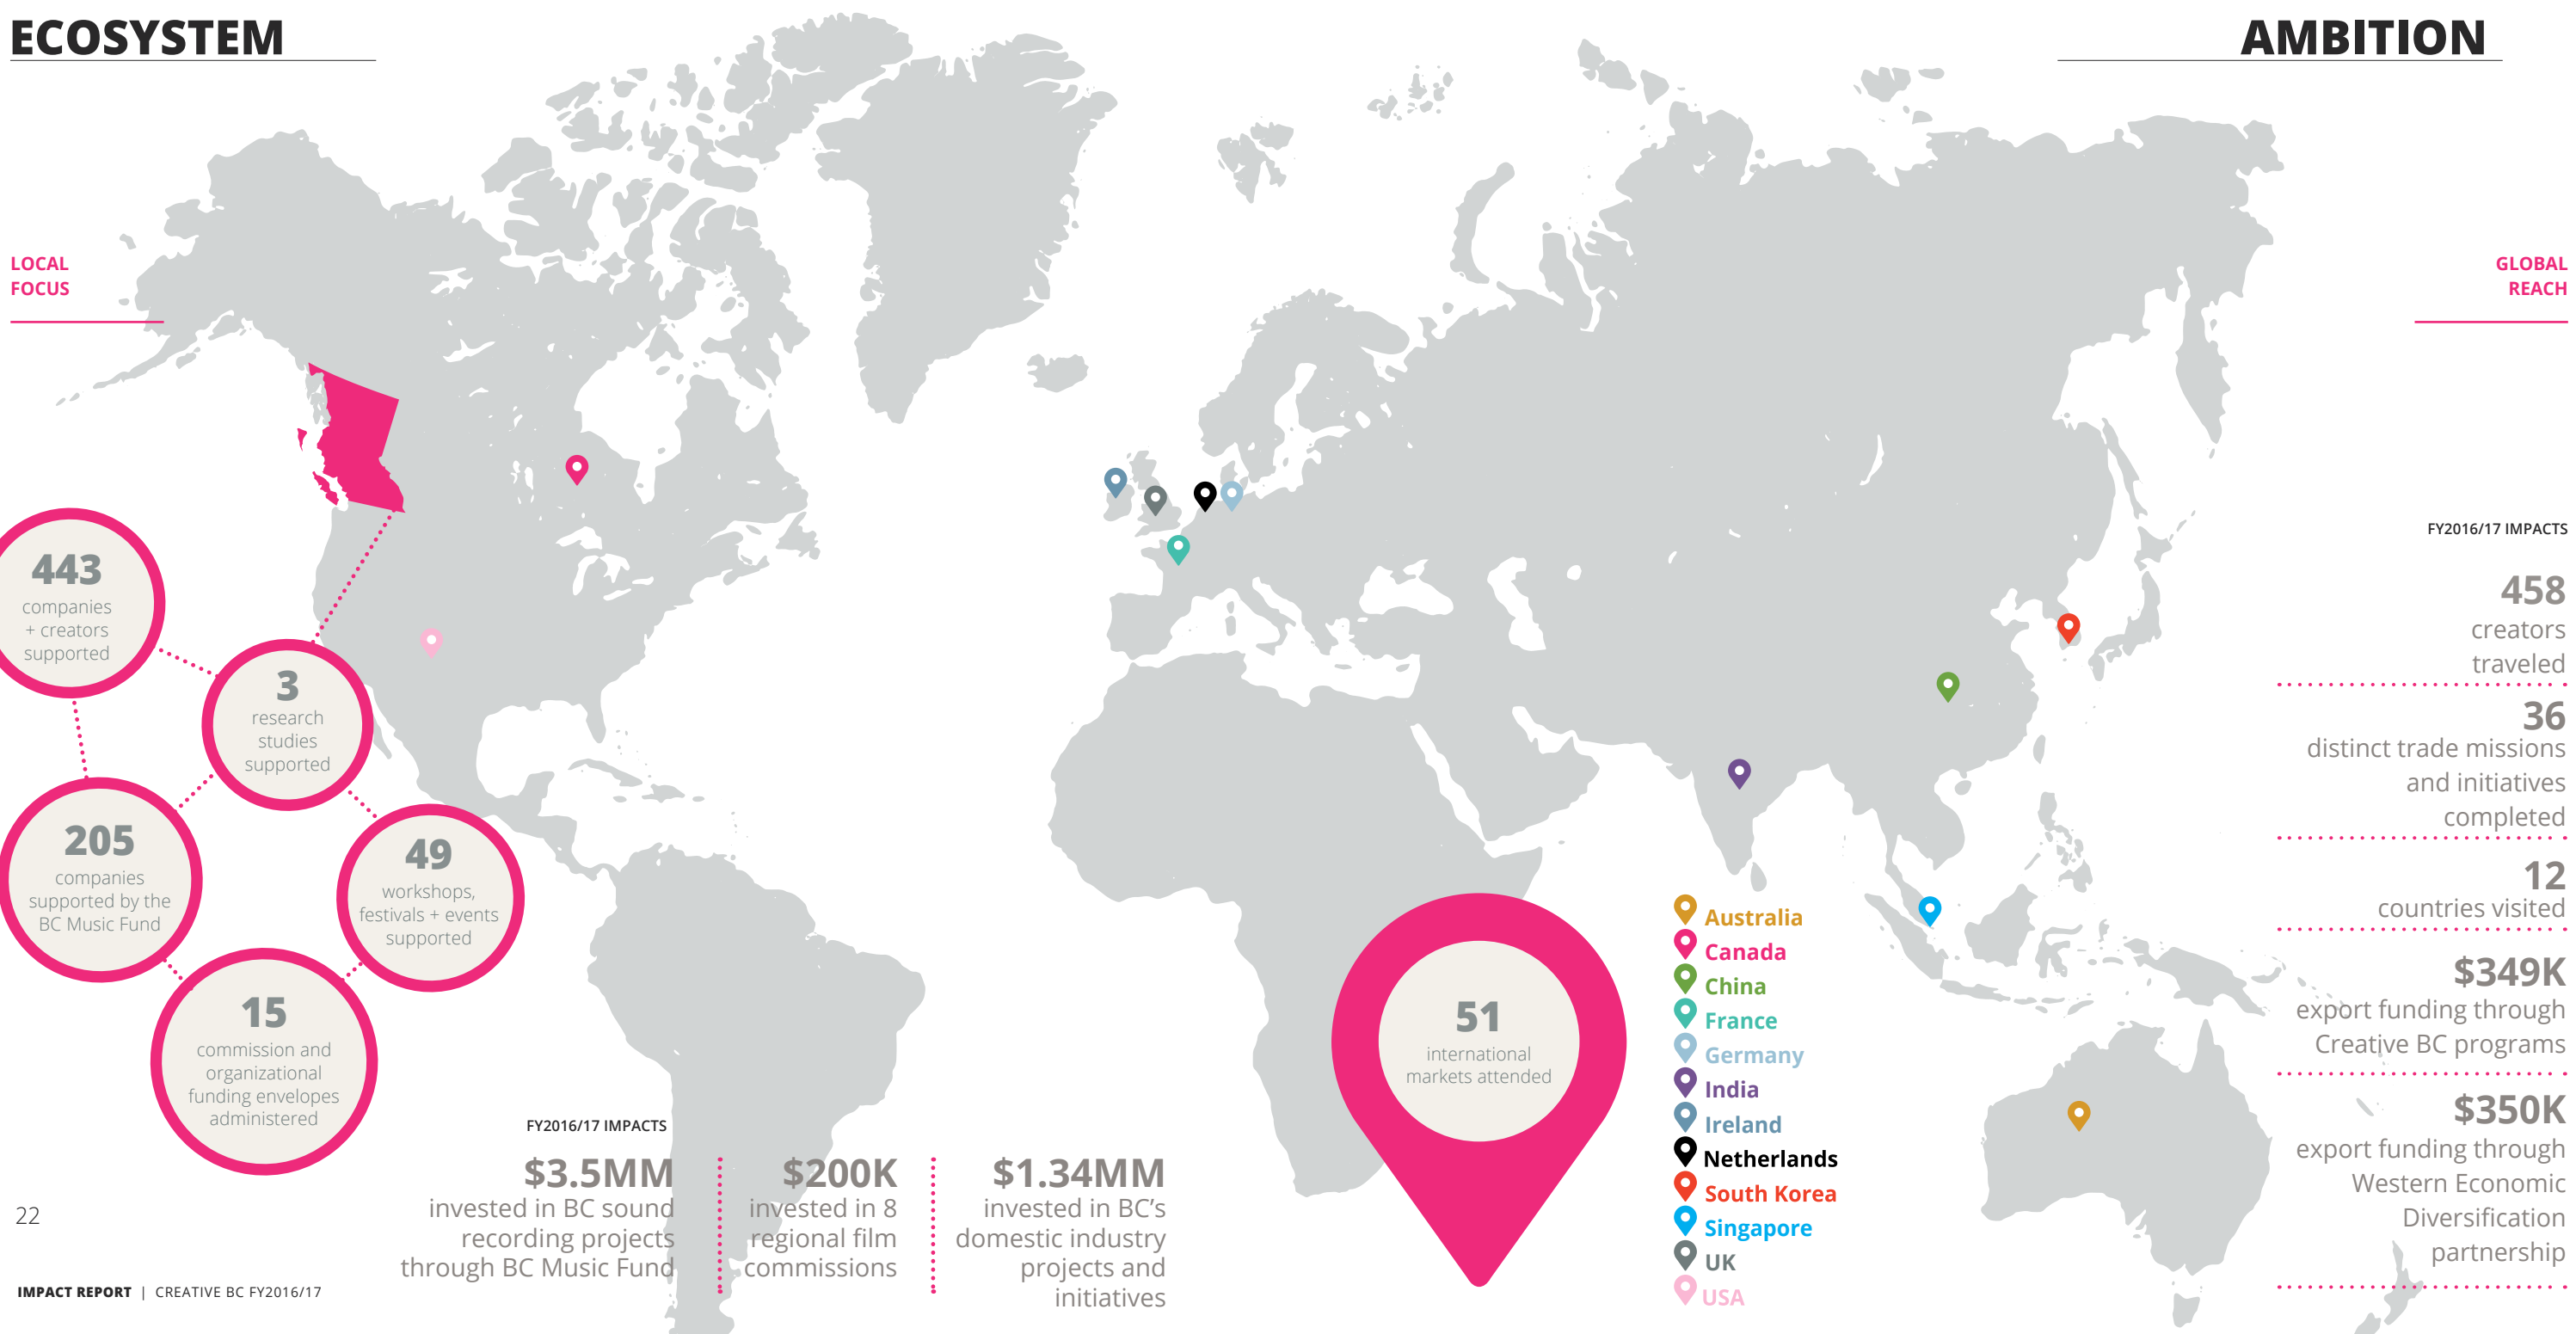 ECOSYSTEM
AMBITION
LOCAL
FOCUS
GLOBAL
REACH
443
companies
+ creators
supported
3
research
studies
supported
205
companies
supported by the
BC Music Fund
49
workshops,
festivals + events
supported
15
commission and
organizational
funding envelopes
administered
FY2016/17 IMPACTS
$3.5MM
invested in BC sound
recording projects
through BC Music Fund
$200K
invested in 8
regional film
commissions
$1.34MM
invested in BC’s
domestic industry
projects and
initiatives
51
international
markets attended
Australia
Canada
China
France
Germany
India
Ireland
Netherlands
South Korea
Singapore
UK
USA
FY2016/17 IMPACTS
458
creators
traveled
36
distinct trade missions
and initiatives
completed
12
countries visited
$349K
export funding through
Creative BC programs
$350K
export funding through
Western Economic
Diversification
partnership
22
IMPACT REPORT | CREATIVE BC FY2016/17